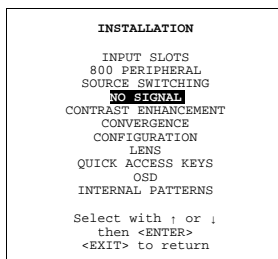 INSTALLATION
INPUT SLOTS
800 PERIPHERAL
SOURCE SWITCHING
NO SIGNAL
CONTRAST ENHANCEMENT
CONVERGENCE
CONFIGURATION
LENS
QUICK ACCESS KEYS
OSD
INTERNAL PATTERNS
Select with ↑ or ↓
then <ENTER>
<EXIT> to return